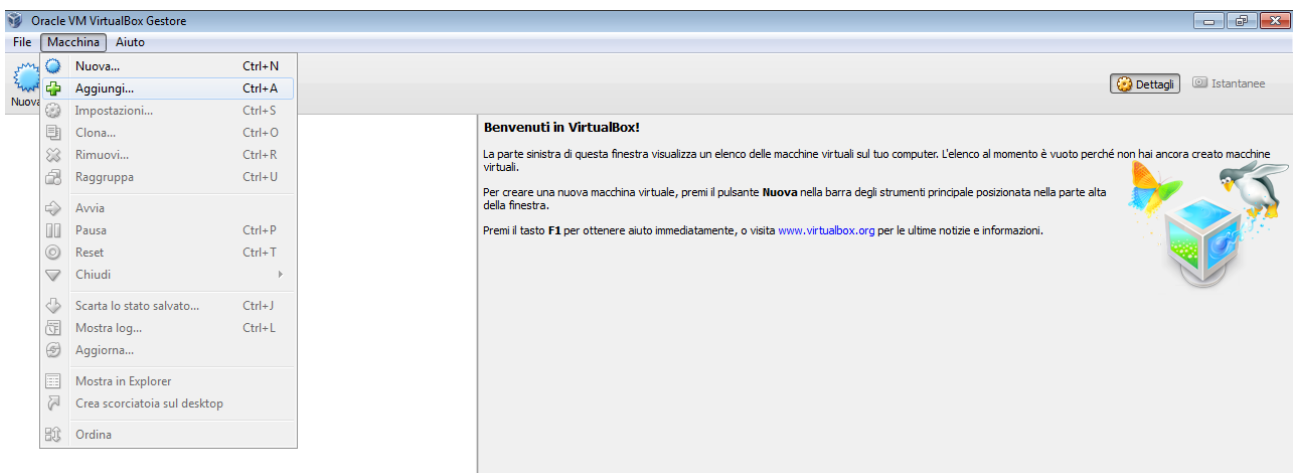 Oracle VM VirtualBox Gestore
File Macchina Aiuto
Nuova... Ctrl+N
Aggiungi... Ctrl+A
Impostazioni... Ctrl+S
Clona... Ctrl+O
Rimuovi... Ctrl+R
Raggruppa Ctrl+U
Avvia
Pausa Ctrl+P
Reset Ctrl+T
Chiudi
Scarta lo stato salvato... Ctrl+J
Mostra log... Ctrl+L
Aggiorna...
Mostra in Explorer
Crea scorciatoia sul desktop
Ordina
Nuova
Dettagli Istantanee
Benvenuti in VirtualBox!
La parte sinistra di questa finestra visualizza un elenco delle macchine virtuali sul tuo computer. L'elenco al momento è vuoto perché non hai ancora creato macchine
virtuali.
Per creare una nuova macchina virtuale, premi il pulsante Nuova nella barra degli strumenti principale posizionata nella parte alta
della finestra.
Premi il tasto F1 per ottenere aiuto immediatamente, o visita www.virtualbox.org per le ultime notizie e informazioni.